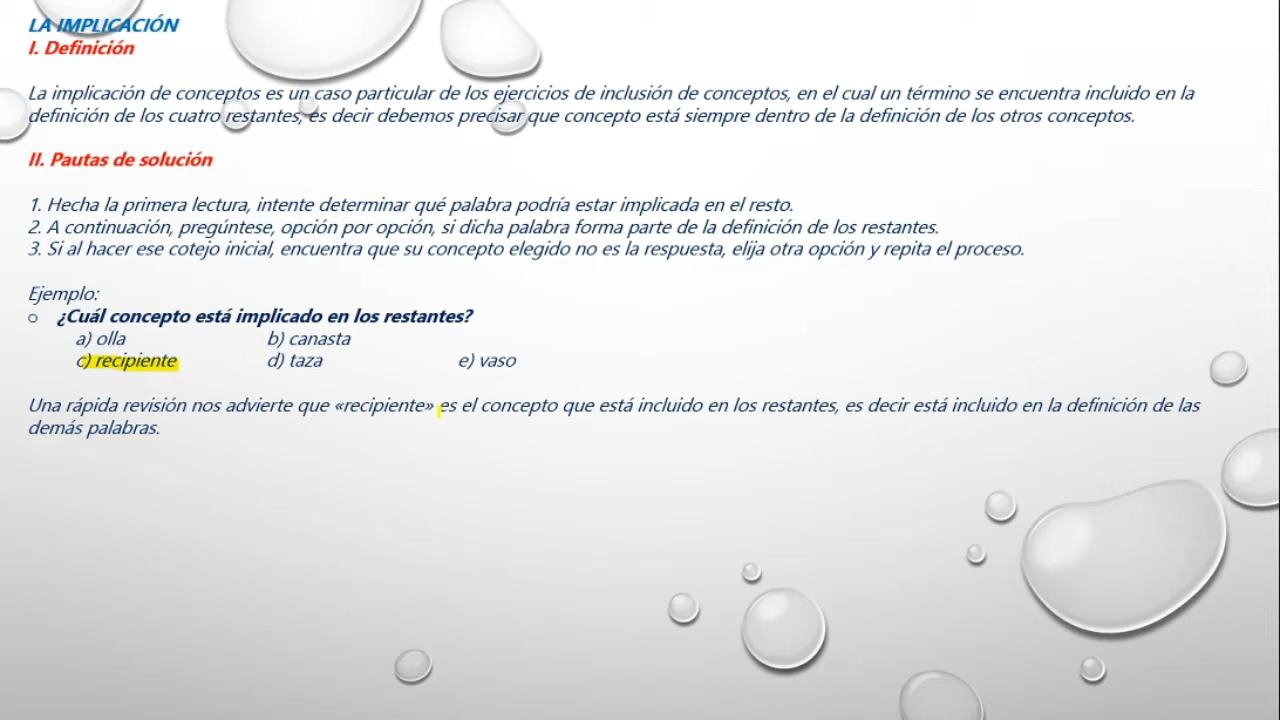 LA IMPLICACIÓN
I. Definición
La implicación de conceptos es un caso particular de los ejercicios de inclusión de conceptos, en el cual un término se encuentra incluido en la
definición de los cuatro restantes, es decir debemos precisar que concepto está siempre dentro de la definición de los otros conceptos.
II. Pautas de solución
1. Hecha la primera lectura, intente determinar qué palabra podría estar implicada en el resto.
2. A continuación, pregúntese, opción por opción, si dicha palabra forma parte de la definición de los restantes.
3. Si al hacer ese cotejo inicial, encuentra que su concepto elegido no es la respuesta, elija otra opción y repita el proceso.
Ejemplo:
o ¿Cuál concepto está implicado en los restantes?
a) olla b) canasta
c) recipiente d) taza e) vaso
Una rápida revisión nos advierte que «recipiente» es el concepto que está incluido en los restantes, es decir está incluido en la definición de las
demás palabras.